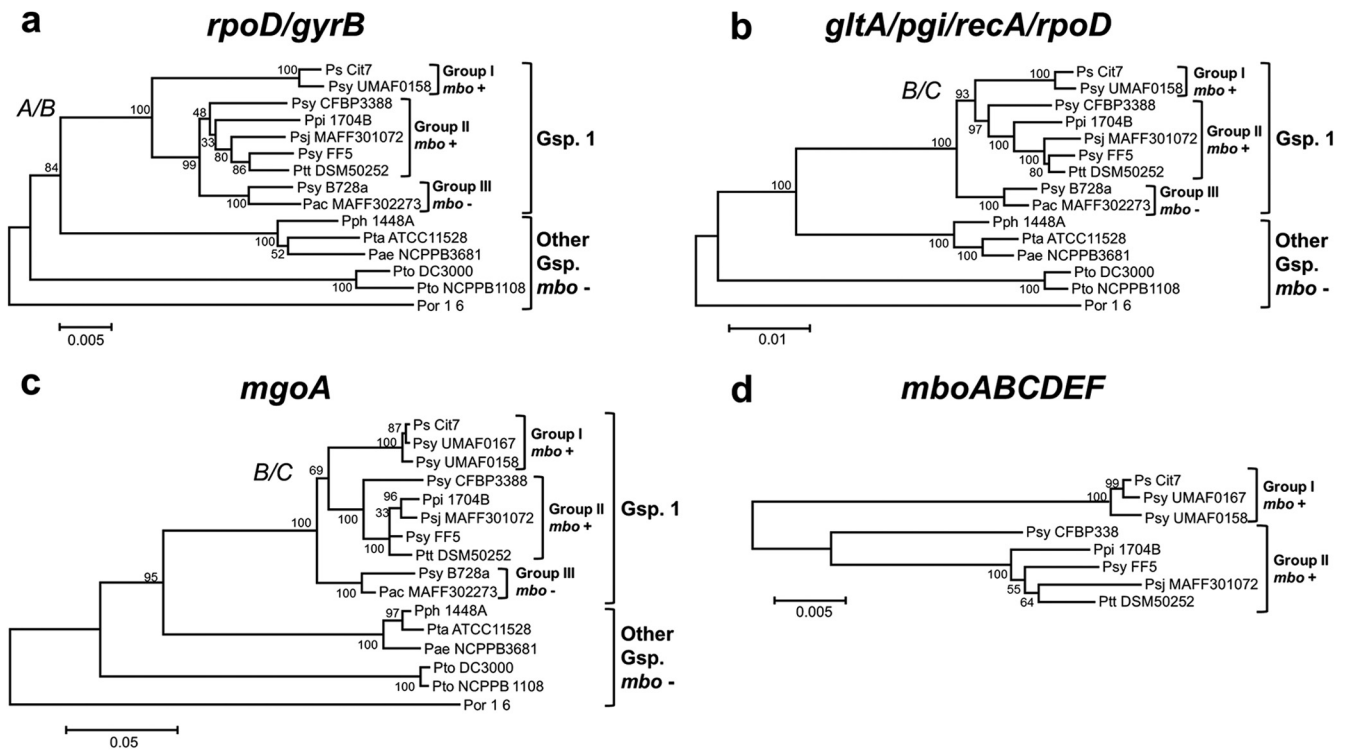 a
rpoD/gyrB
A/B
100
Ps Cit7
Psy UMAF0158
Group I
mbo +
100
48
Psy CFBP3388
33
Ppi 1704B
80
Psj MAFF301072
Psy FF5
86
Ptt DSM50252
Group II
mbo +
99
Psy B728a
100
Pac MAFF302273
Group III
mbo -
Gsp. 1
84
Pph 1448A
100
Pta ATCC11528
52
Pae NCPPB3681
Pto DC3000
100
Pto NCPPB1108
Por 1 6
Other
Gsp.
mbo -
0.005
b
gltA/pgi/recA/rpoD
B/C
93
100
Ps Cit7
Psy UMAF0158
Group I
mbo +
97
Psy CFBP3388
Ppi 1704B
100
Psj MAFF301072
100
Psy FF5
80
Ptt DSM50252
Group II
mbo +
100
Psy B728a
100
Pac MAFF302273
Group III
mbo -
Gsp. 1
100
Pph 1448A
100
Pta ATCC11528
100
Pae NCPPB3681
Pto DC3000
100
Pto NCPPB1108
Por 1 6
Other
Gsp.
mbo -
0.01
c
mgoA
B/C
87
Ps Cit7
100
Psy UMAF0167
Psy UMAF0158
Group I
mbo +
69
Psy CFBP3388
96
Ppi 1704B
33
Psj MAFF301072
100
Psy FF5
100
Ptt DSM50252
Group II
mbo +
100
Psy B728a
100
Pac MAFF302273
Group III
mbo -
Gsp. 1
95
Pph 1448A
97
Pta ATCC11528
100
Pae NCPPB3681
Pto DC3000
100
Pto NCPPB 1108
Por 1 6
Other
Gsp.
mbo -
0.05
d
mboABCDEF
99
Ps Cit7
100
Psy UMAF0167
Psy UMAF0158
Group I
mbo +
Psy CFBP338
Ppi 1704B
100
Psy FF5
55
Psj MAFF301072
64
Ptt DSM50252
Group II
mbo +
0.005